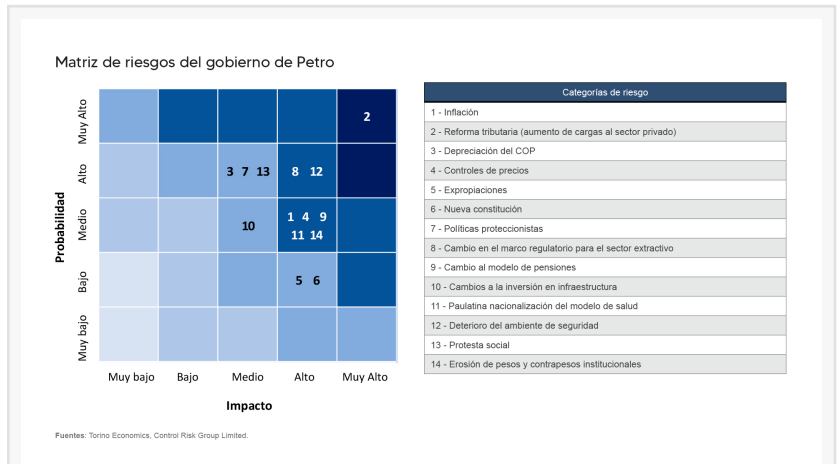 Matriz de riesgos del gobierno de Petro
Probabilidad
Muy Alto
2
Alto
3 7 13
8 12
Medio
10
1 4 9
11 14
Bajo
5 6
Muy bajo
Muy bajo Bajo Medio Alto Muy Alto
Impacto
Categorías de riesgo
1 - Inflación
2 - Reforma tributaria (aumento de cargas al sector privado)
3 - Depreciación del COP
4 - Controles de precios
5 - Expropiaciones
6 - Nueva constitución
7 - Políticas proteccionistas
8 - Cambio en el marco regulatorio para el sector extractivo
9 - Cambio al modelo de pensiones
10 - Cambios a la inversión en infraestructura
11 - Paulatina nacionalización del modelo de salud
12 - Deterioro del ambiente de seguridad
13 - Protesta social
14 - Erosión de pesos y contrapesos institucionales
Fuentes: Torino Economics, Control Risk Group Limited.